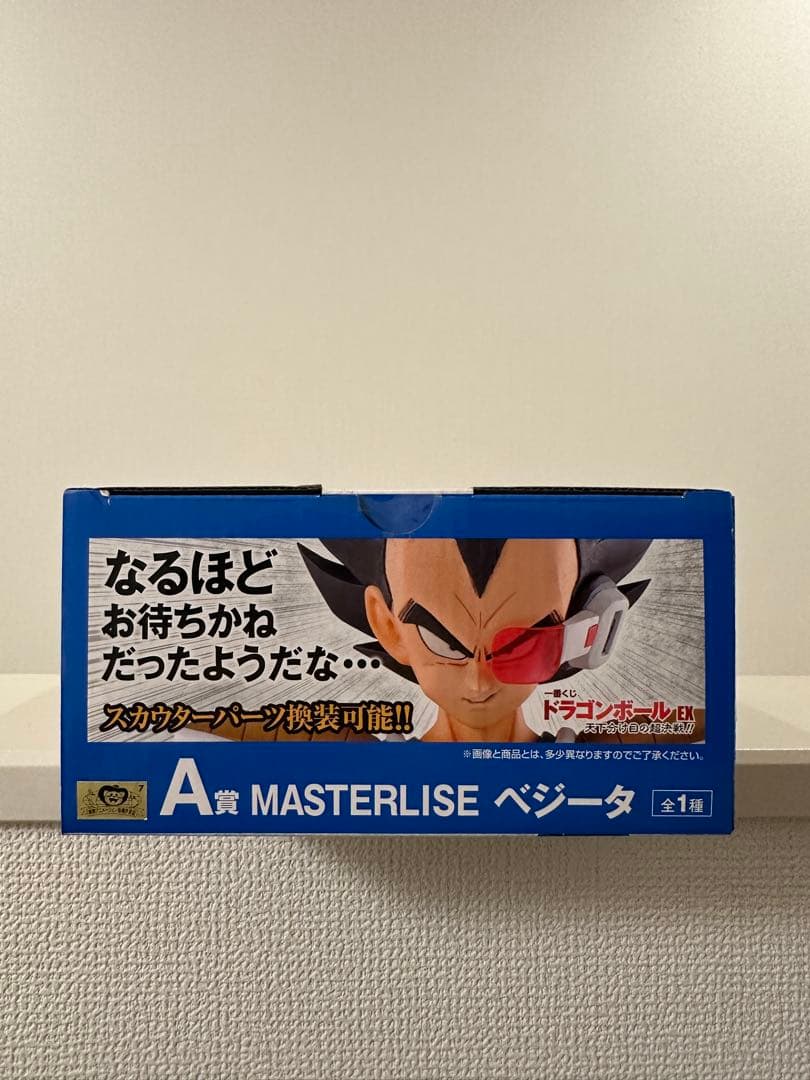 なるほど
お待ちかね
だったようだな…
スカウターパーツ換装可能!!
一番くじ
ドラゴンボール EX
天下分け目の超決戦!!
※画像と商品とは、多少異なりますのでご了承ください。
7
A賞 MASTERLISE ベジータ 全1種